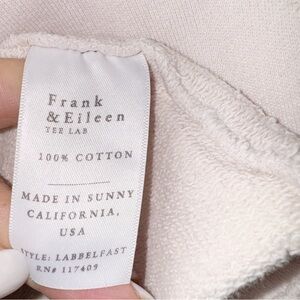 Frank
& Eileen
TEE LAB
100% COTTON
MADE IN SUNNY
CALIFORNIA,
USA
STYLE: LABBELFAST
RN# 117409